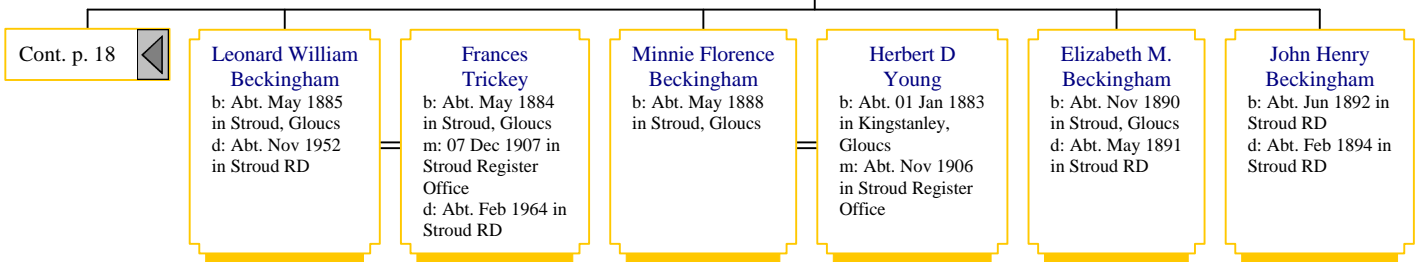 Cont. p. 18
Leonard William
Beckingham
b: Abt. May 1885
in Stroud, Gloucs
d: Abt. Nov 1952
in Stroud RD
Frances
Trickey
b: Abt. May 1884
in Stroud, Gloucs
m: 07 Dec 1907 in
Stroud Register
Office
d: Abt. Feb 1964 in
Stroud RD
Minnie Florence
Beckingham
b: Abt. May 1888
in Stroud, Gloucs
Herbert D
Young
b: Abt. 01 Jan 1883
in Kingstanley,
Gloucs
m: Abt. Nov 1906
in Stroud Register
Office
Elizabeth M.
Beckingham
b: Abt. Nov 1890
in Stroud, Gloucs
d: Abt. May 1891
in Stroud RD
John Henry
Beckingham
b: Abt. Jun 1892 in
Stroud RD
d: Abt. Feb 1894 in
Stroud RD